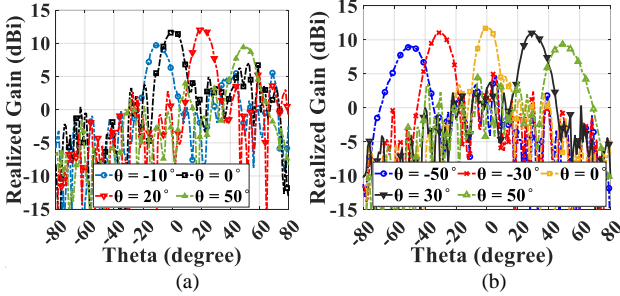 15
10
5
0
-5
-10
-15
Realized Gain (dBi)
θ = -10° θ = 0°
θ = 20° θ = 50°
-80 -60 -40 -20 0 20 40 60 80
Theta (degree)
(a)
15
10
5
0
-5
-10
-15
Realized Gain (dBi)
θ = -50° θ = -30° θ = 0°
θ = 30° θ = 50°
-80 -60 -40 -20 0 20 40 60 80
Theta (degree)
(b)